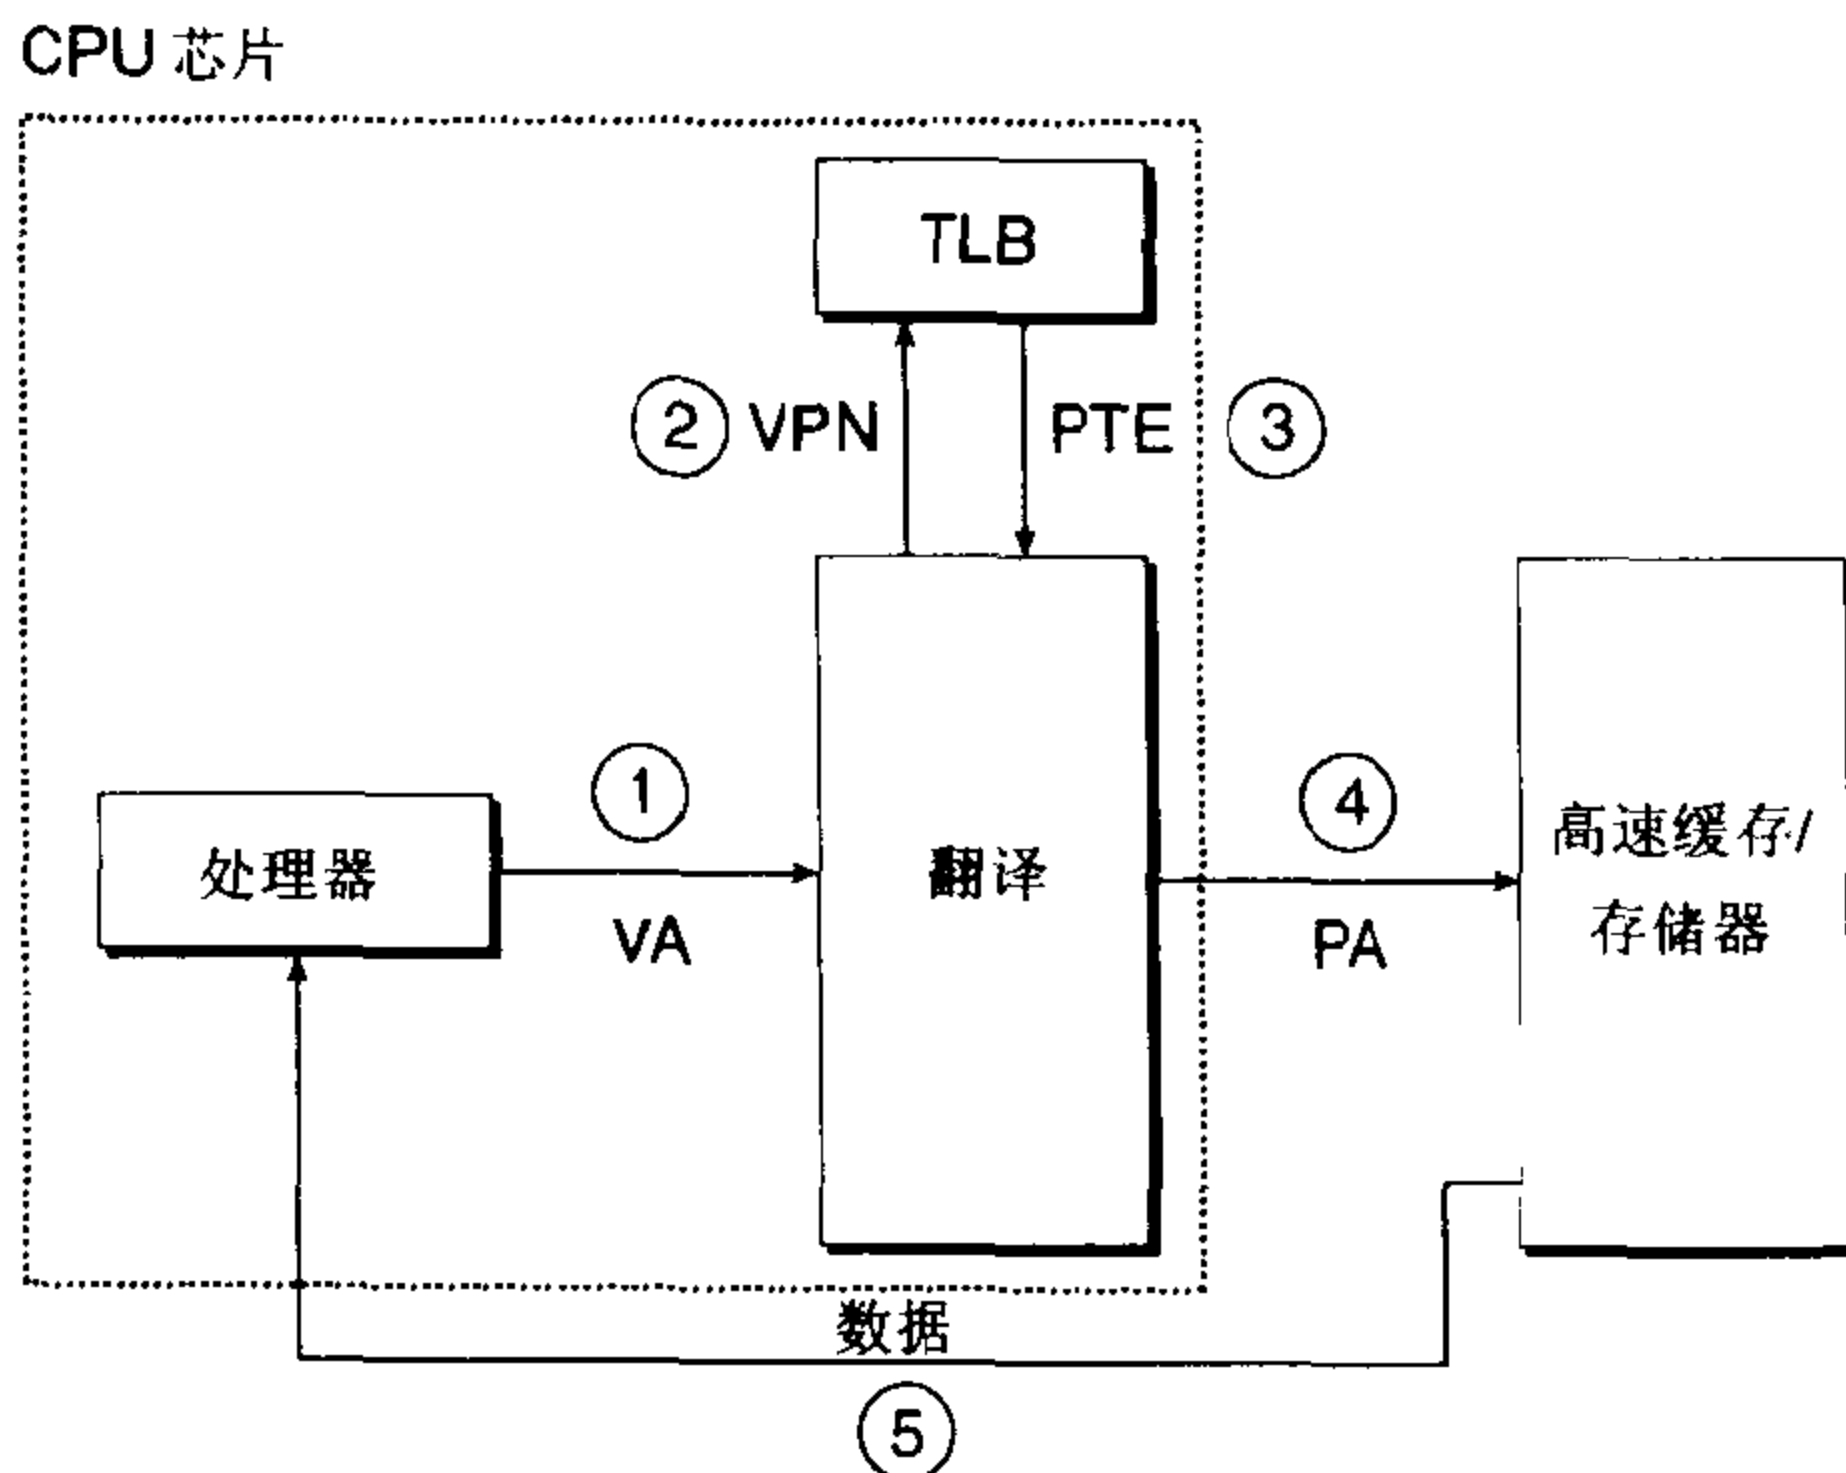 CPU 芯片
TLB
② VPN
PTE ③
①
处理器
VA
翻译
④
PA
高速缓存/
存储器
数据
⑤